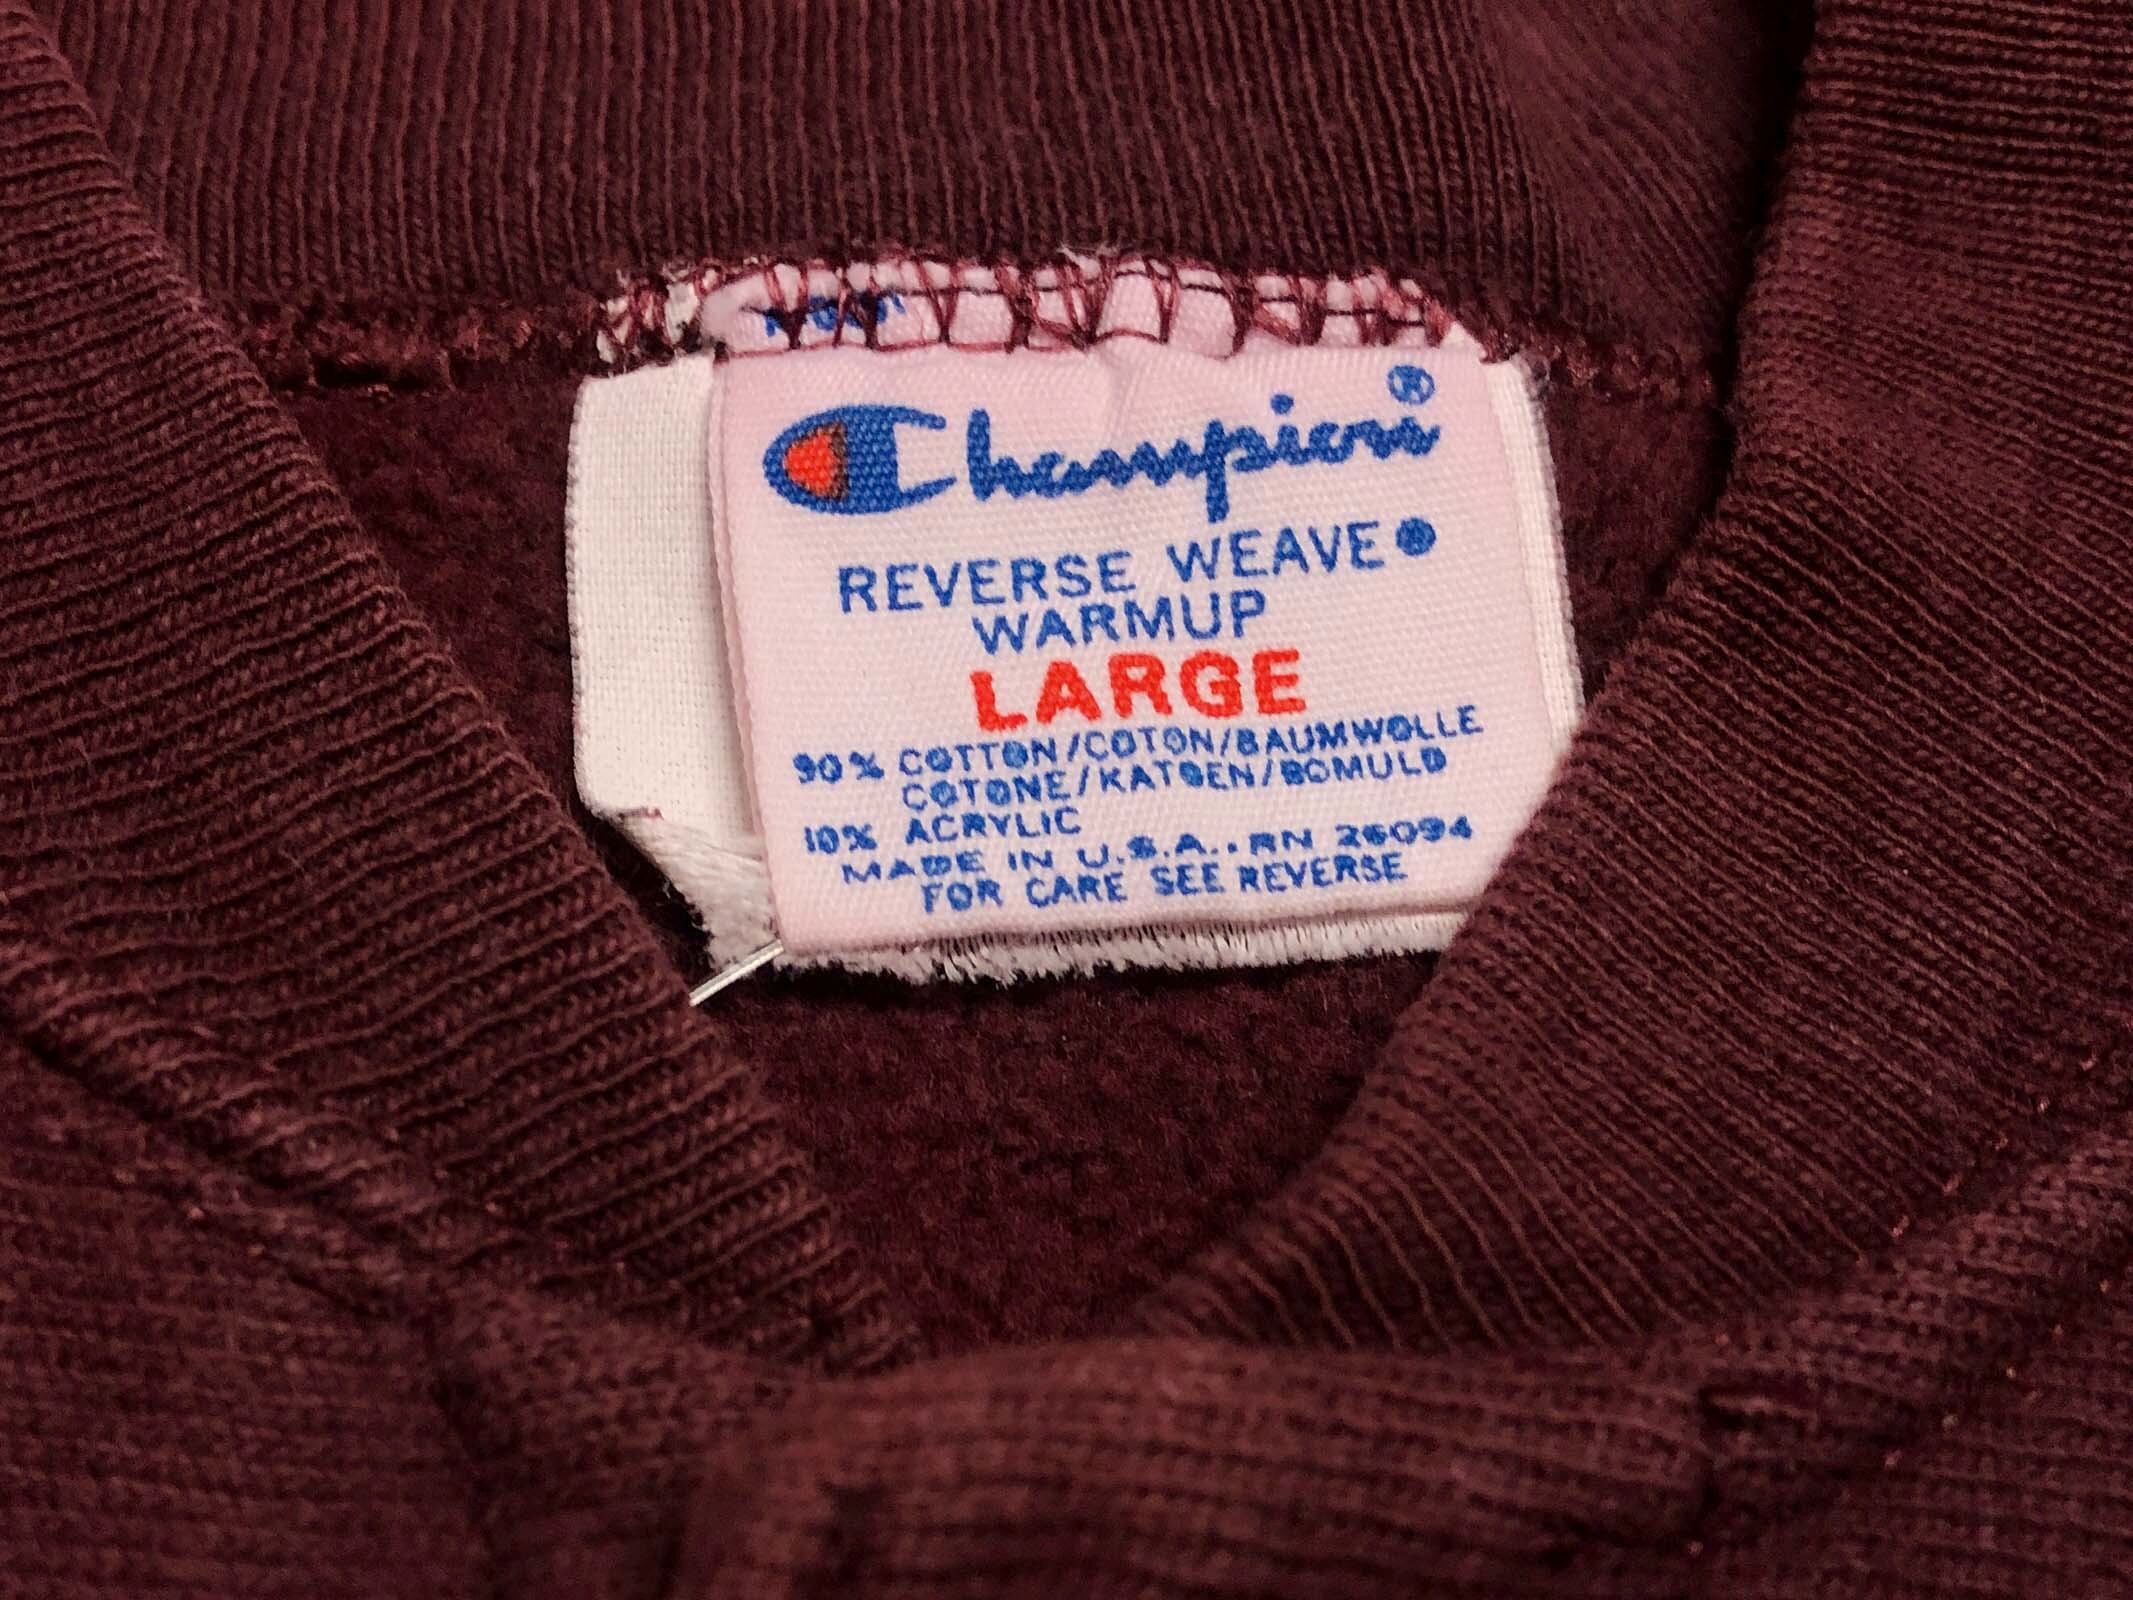 Champion®
REVERSE WEAVE
WARMUP
LARGE
90% COTTON/COTON/BAUMWOLLE
COTONE/KATOEN/BOMULD
10% ACRYLIC
MADE IN U.S.A.. RN 26094
FOR CARE SEE REVERSE